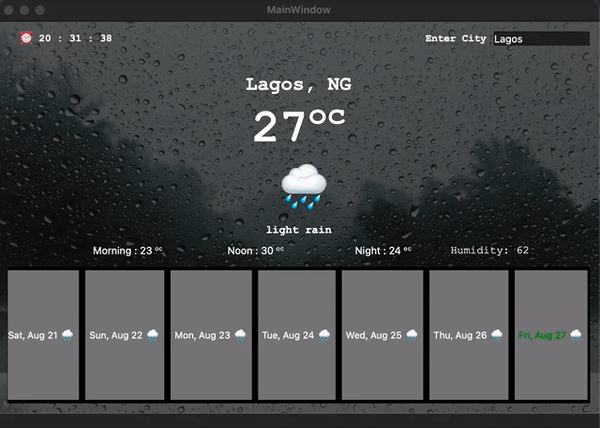 MainWindow
⏰ 20 : 31 : 38
Enter City Lagos
Lagos, NG
27ºC
light rain
Morning : 23 ºC Noon : 30 ºC Night : 24 ºC Humidity: 62
Sat, Aug 21 Sun, Aug 22 Mon, Aug 23 Tue, Aug 24 Wed, Aug 25 Thu, Aug 26 Fri, Aug 27